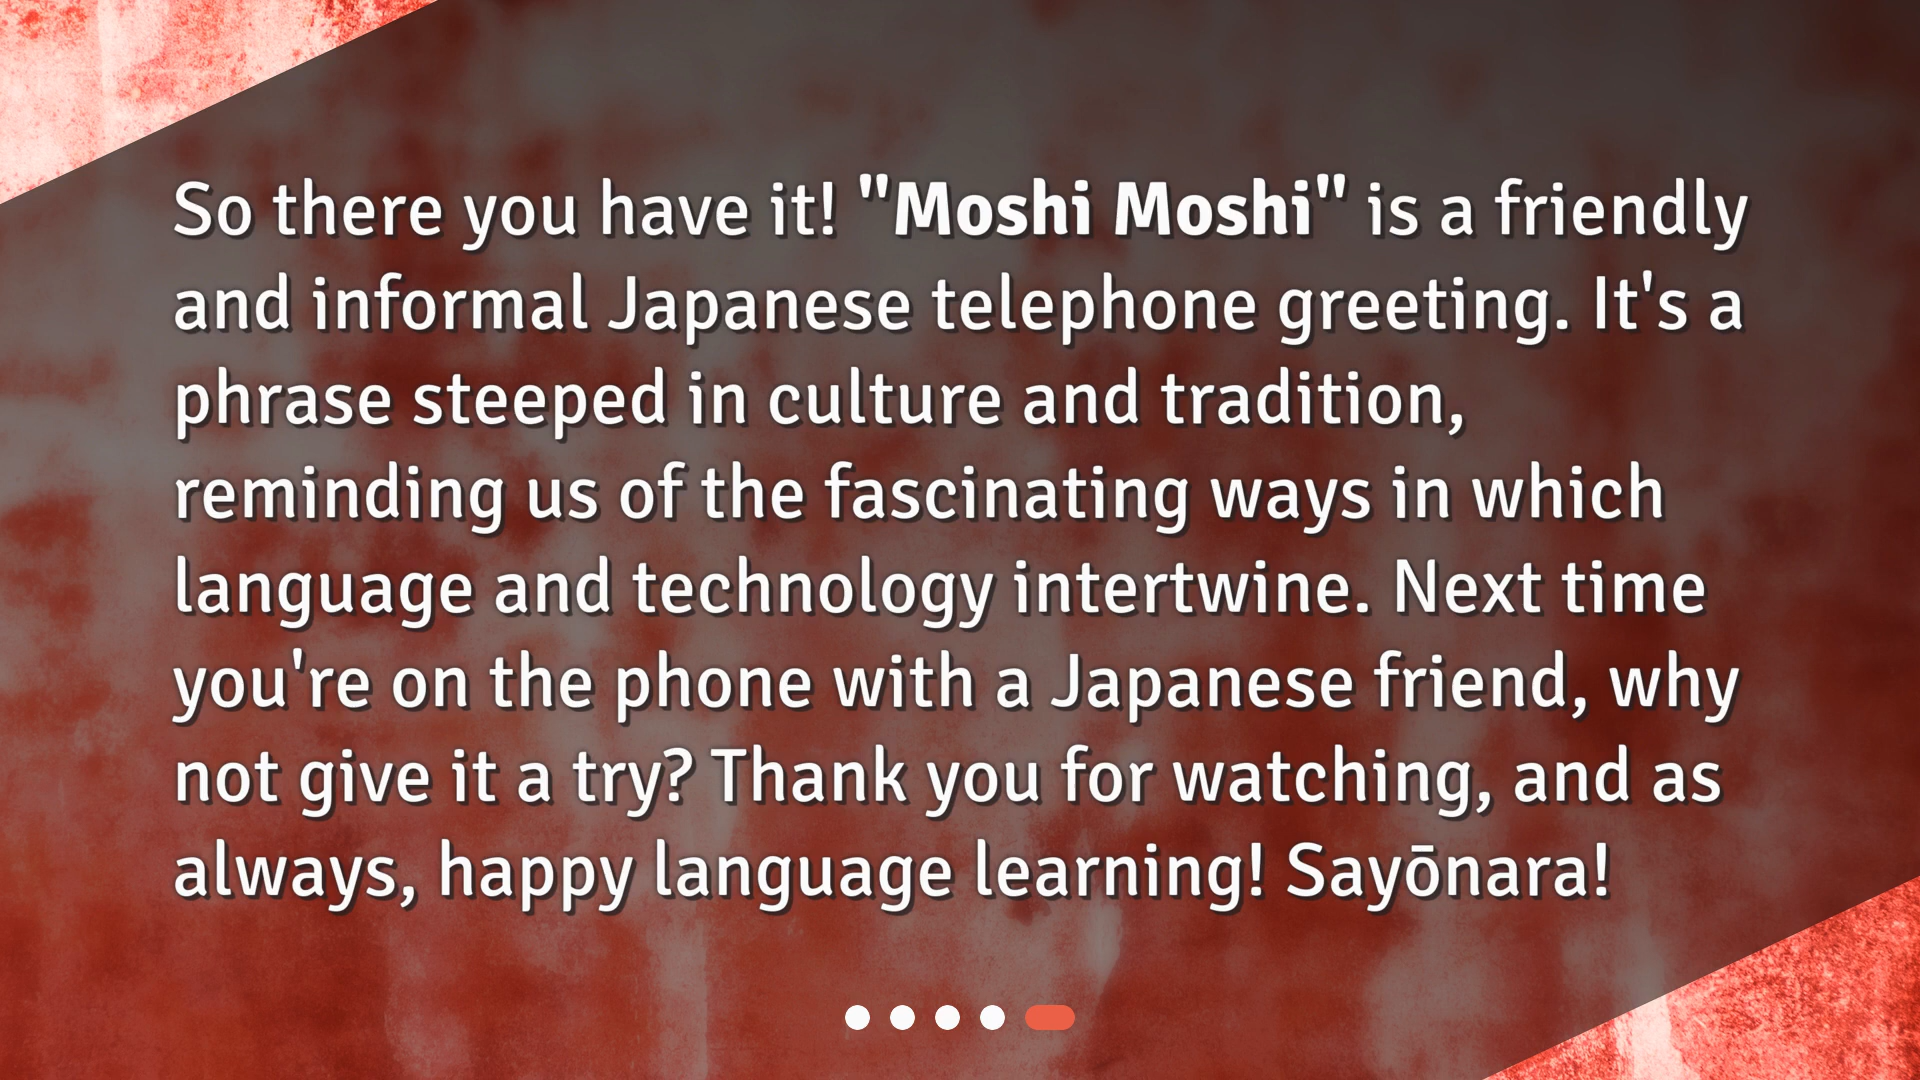 So there you have it! "Moshi Moshi" is a friendly
and informal Japanese telephone greeting. It's a
phrase steeped in culture and tradition,
reminding us of the fascinating ways in which
language and technology intertwine. Next time
you're on the phone with a Japanese friend, why
not give it a try? Thank you for watching, and as
always, happy language learning! Sayōnara!